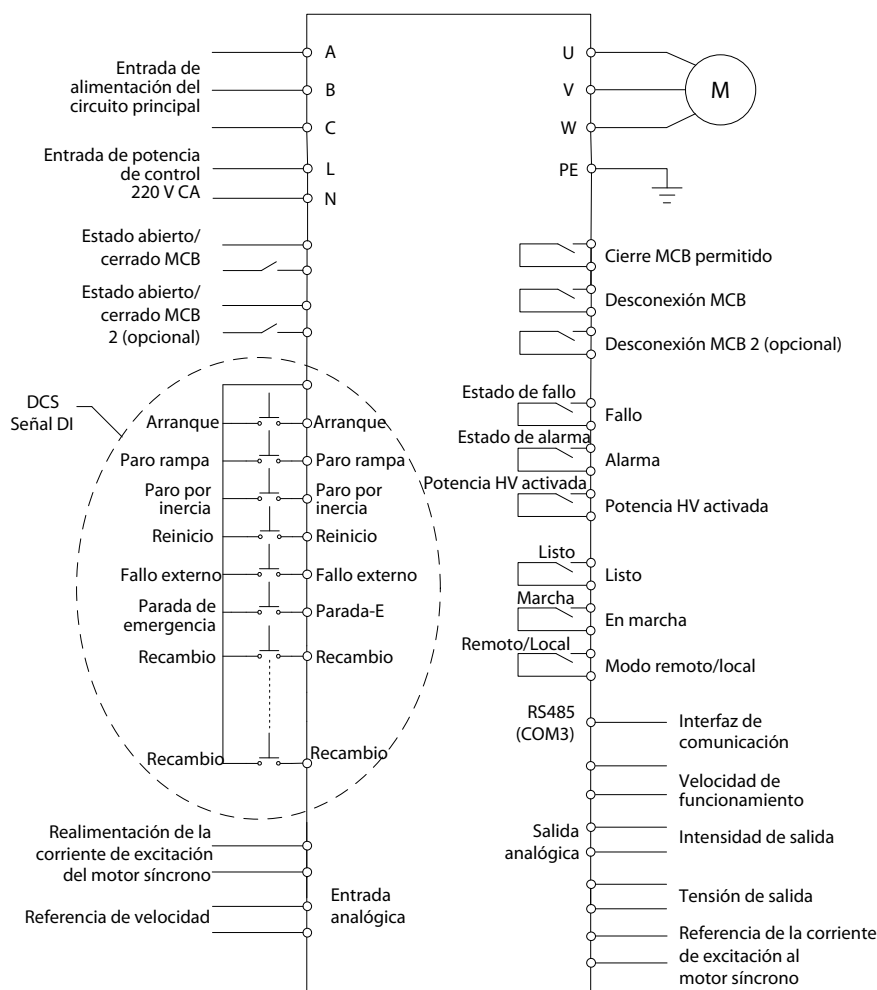 Entrada de
alimentación del
circuito principal
A
B
C
Entrada de potencia
de control
220 V CA
L
N
Estado abierto/
cerrado MCB
Estado abierto/
cerrado MCB
2 (opcional)
DCS
Señal DI
Arranque
Arranque
Paro rampa
Paro rampa
Paro por
inercia
Paro por
inercia
Reinicio
Reinicio
Fallo externo
Fallo externo
Parada de
emergencia
Parada-E
Recambio
Recambio
Recambio
Recambio
Realimentación de la
corriente de excitación
del motor síncrono
Referencia de velocidad
Entrada
analógica
U
V
W
M
PE
Cierre MCB permitido
Desconexión MCB
Desconexión MCB 2 (opcional)
Estado de fallo
Fallo
Estado de alarma
Alarma
Potencia HV activada
Potencia HV activada
Listo
Listo
Marcha
En marcha
Remoto/Local
Modo remoto/local
RS485
(COM3)
Interfaz de
comunicación
Velocidad de
funcionamiento
Salida
analógica
Intensidad de salida
Tensión de salida
Referencia de la corriente
de excitación al
motor síncrono